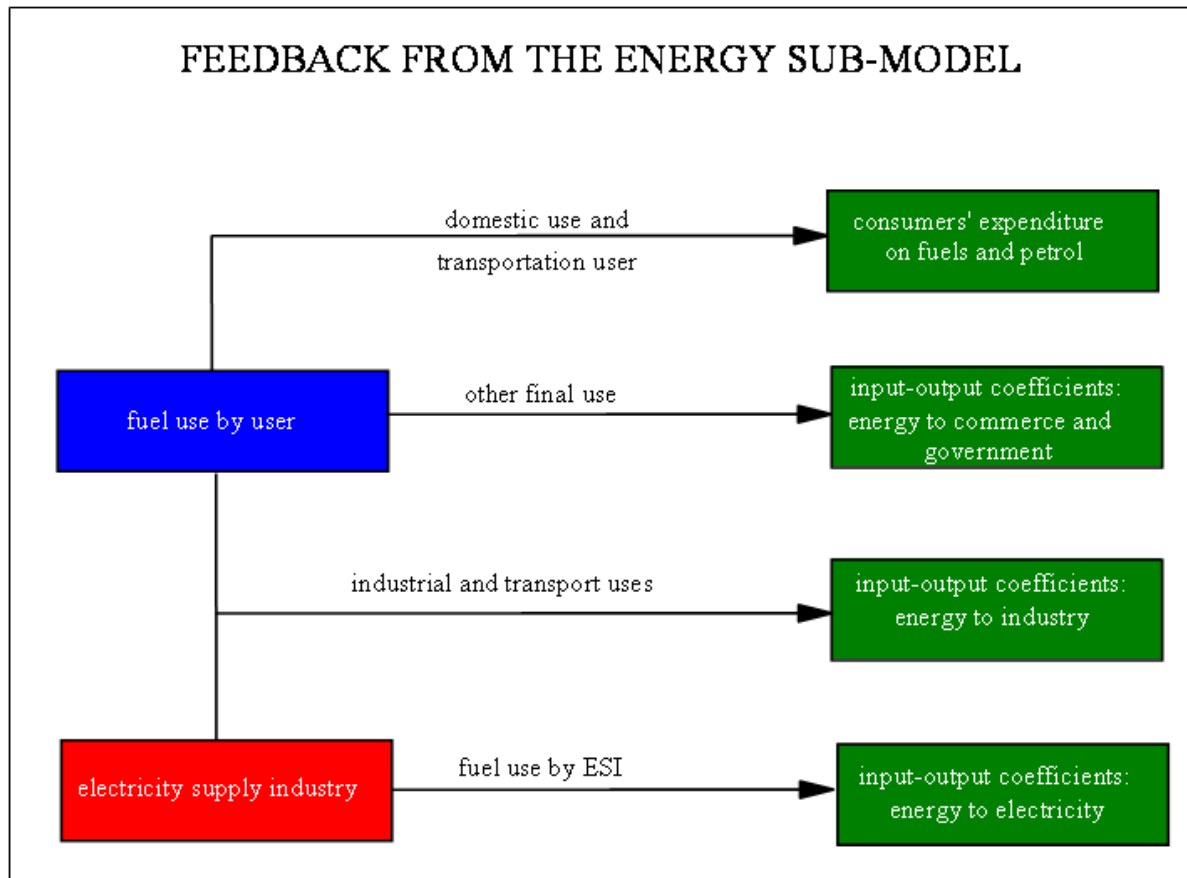 FEEDBACK FROM THE ENERGY SUB-MODEL
domestic use and
transportation user
consumers' expenditure
on fuels and petrol
fuel use by user
other final use
input-output coefficients:
energy to commerce and
government
industrial and transport uses
input-output coefficients:
energy to industry
electricity supply industry
fuel use by ESI
input-output coefficients:
energy to electricity